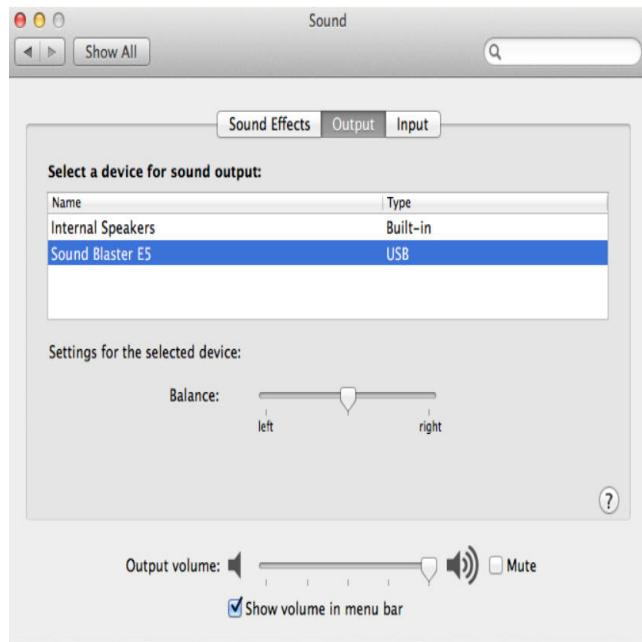 Sound
Show All
Sound Effects Output Input
Select a device for sound output:
Name Type
Internal Speakers Built-in
Sound Blaster E5 USB
Settings for the selected device:
Balance:
left right
?
Output volume: Mute
Show volume in menu bar